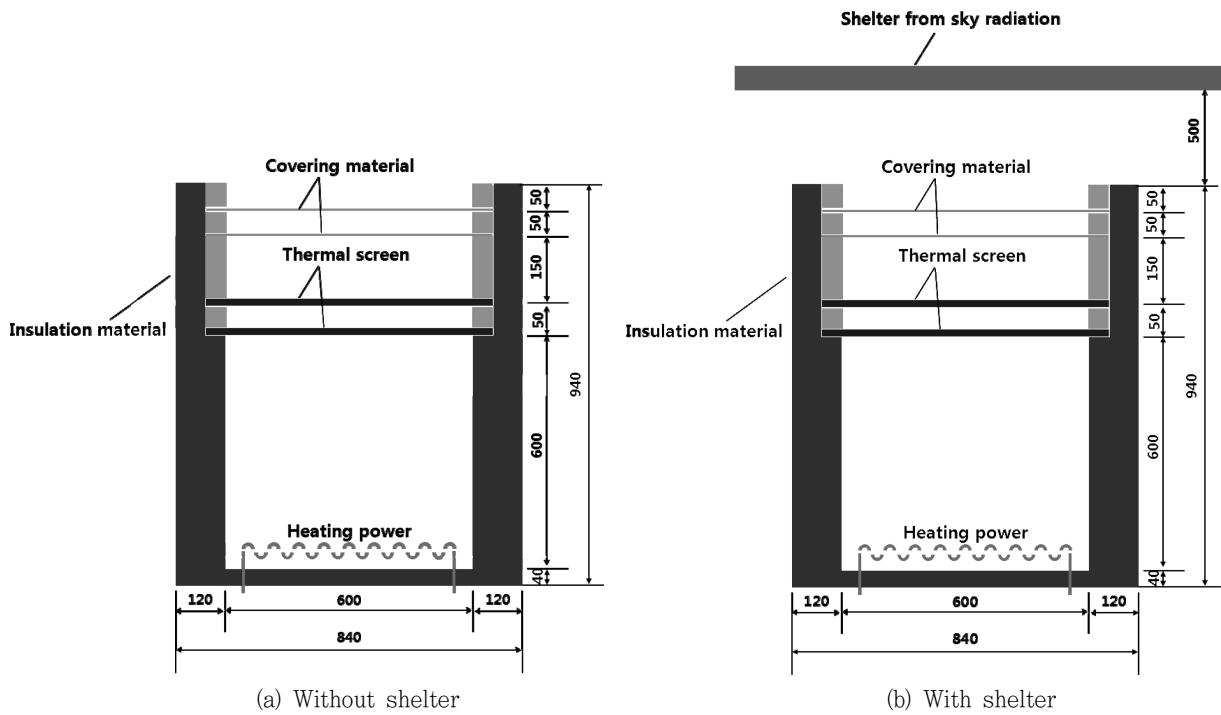 Covering material
Thermal screen
Insulation material
Heating power
50
50
150
50
600
40
940
120
600
120
840
(a) Without shelter
Shelter from sky radiation
500
Covering material
Thermal screen
Insulation material
Heating power
50
50
150
50
600
40
940
120
600
120
840
(b) With shelter